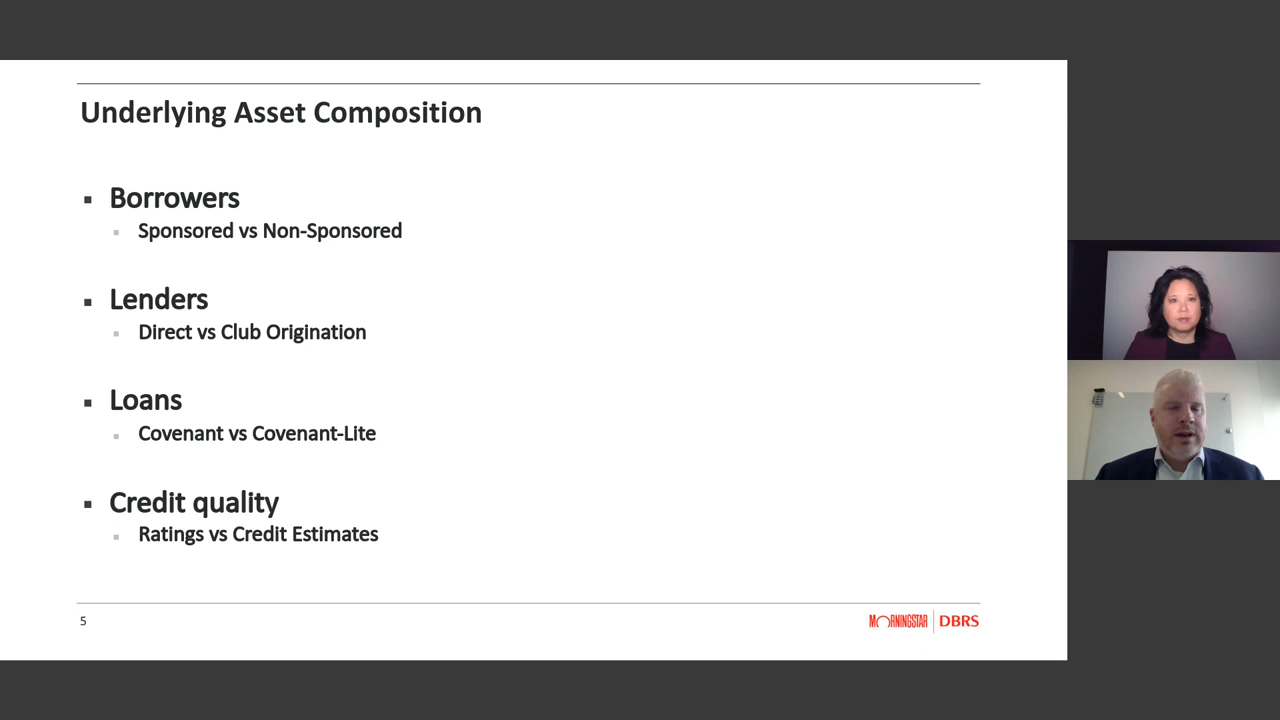 Underlying Asset Composition
▪ Borrowers
▪ Sponsored vs Non-Sponsored
▪ Lenders
▪ Direct vs Club Origination
▪ Loans
▪ Covenant vs Covenant-Lite
▪ Credit quality
▪ Ratings vs Credit Estimates
5
MORNINGSTAR | DBRS